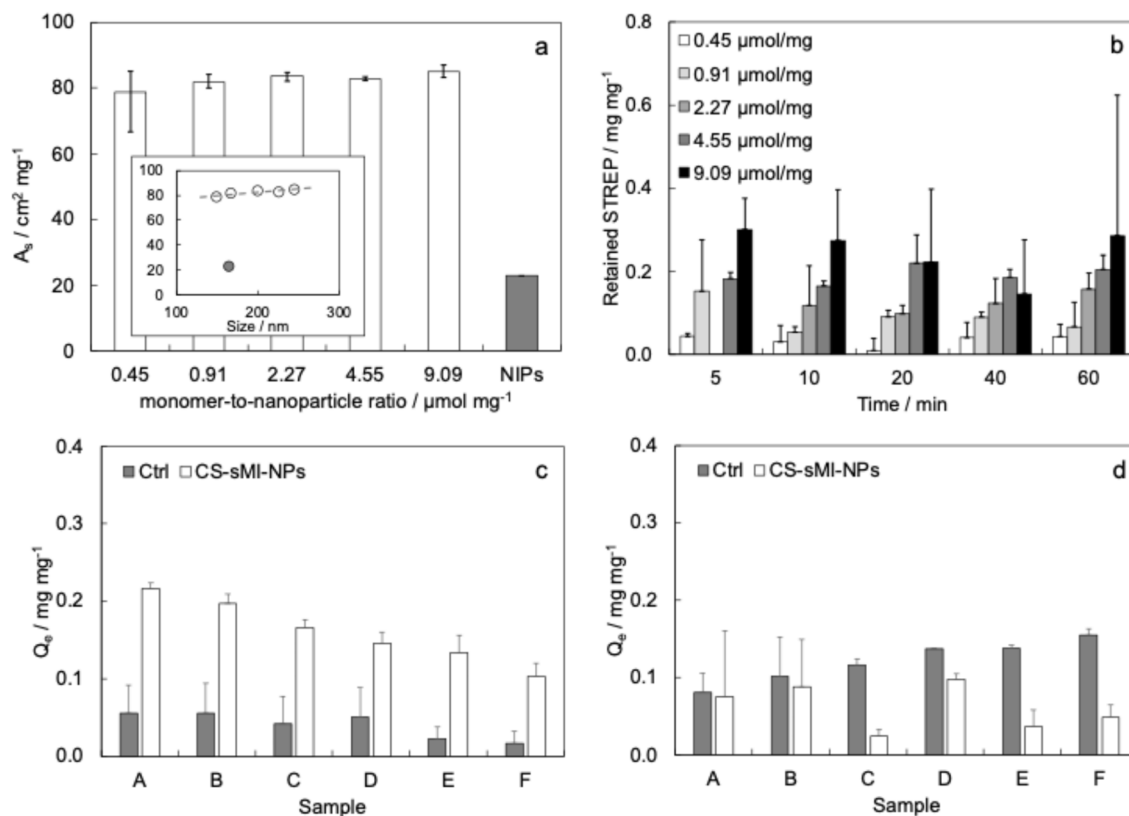 a
100
80
60
40
20
0
A_s / cm² mg⁻¹
100
80
60
40
20
0
100 200 300
Size / nm
0.45 0.91 2.27 4.55 9.09 NIPs
monomer-to-nanoparticle ratio / µmol mg⁻¹
b
0.45 µmol/mg
0.91 µmol/mg
2.27 µmol/mg
4.55 µmol/mg
9.09 µmol/mg
0.8
0.6
0.4
0.2
0.0
Retained STREP / mg mg⁻¹
5 10 20 40 60
Time / min
Ctrl CS-sMI-NPs c
0.4
0.3
0.2
0.1
0.0
Q_e / mg mg⁻¹
A B C D E F
Sample
Ctrl CS-sMI-NPs d
0.4
0.3
0.2
0.1
0.0
Q_e / mg mg⁻¹
A B C D E F
Sample